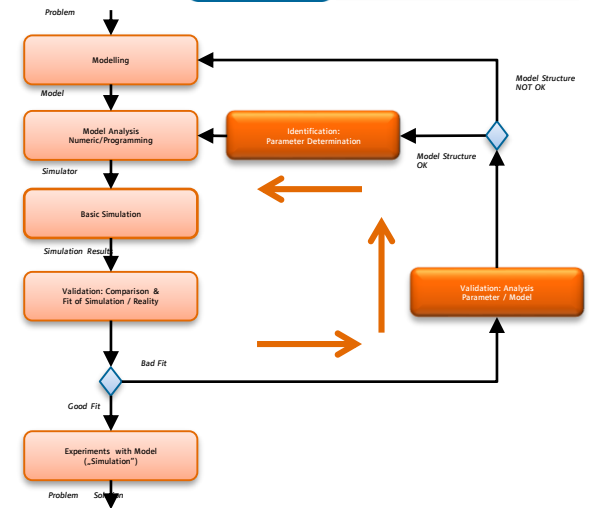 Problem
Modelling
Model Structure
NOT OK
Model
Model Analysis
Numeric/Programming
Identification:
Parameter Determination
Model Structure
OK
Simulator
Basic Simulation
Simulation Results
Validation: Comparison &
Fit of Simulation / Reality
Validation: Analysis
Parameter / Model
Bad Fit
Good Fit
Experiments with Model
(„Simulation”)
Problem Solution